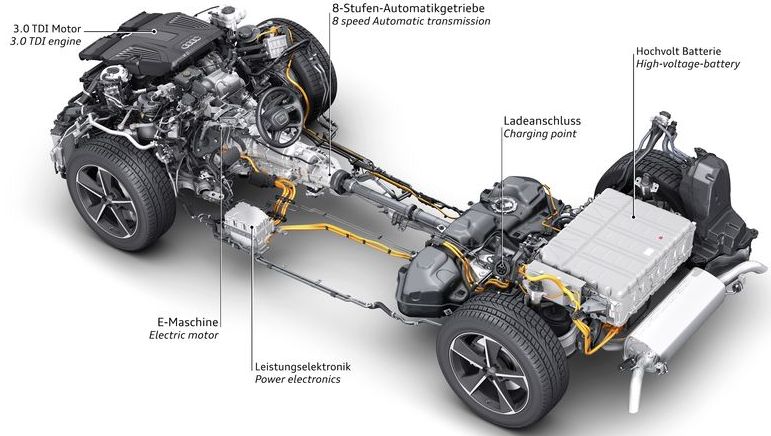 8-Stufen-Automatikgetriebe
8 speed Automatic transmission
3.0 TDI Motor
3.0 TDI engine
Hochvolt Batterie
High-voltage-battery
Ladeanschluss
Charging point
E-Maschine
Electric motor
Leistungselektronik
Power electronics